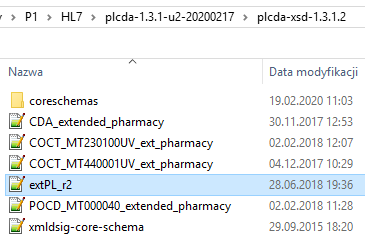 P1 > HL7 > plcda-1.3.1-u2-20200217 > plcda-xsd-1.3.1.2
Nazwa Data modyfikacji
coreschemas 19.02.2020 11:03
CDA_extended_pharmacy 30.11.2017 12:53
COCT_MT230100UV_ext_pharmacy 02.02.2018 12:07
COCT_MT440001UV_ext_pharmacy 04.12.2017 10:29
extPL_r2 28.06.2018 19:36
POCD_MT000040_extended_pharmacy 02.02.2018 11:28
xmldsig-core-schema 29.09.2015 18:20